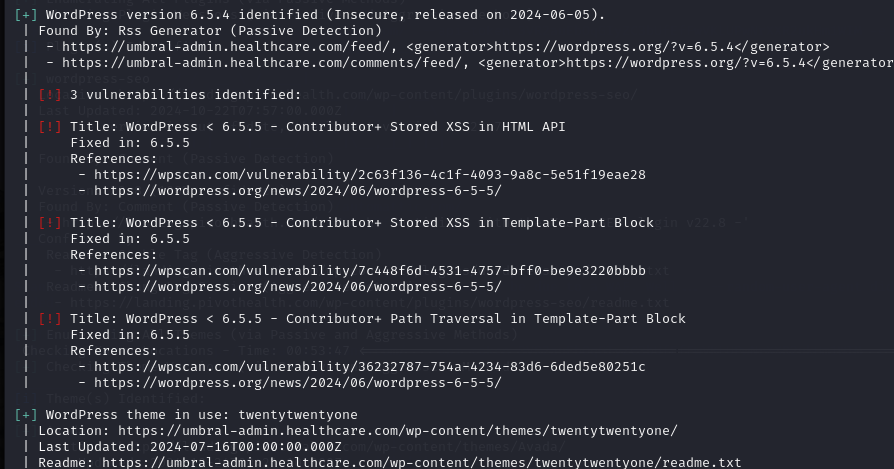 [+] WordPress version 6.5.4 identified (Insecure, released on 2024-06-05).
| Found By: Rss Generator (Passive Detection)
|  - https://umbral-admin.healthcare.com/feed/, <generator>https://wordpress.org/?v=6.5.4</generator>
|  - https://umbral-admin.healthcare.com/comments/feed/, <generator>https://wordpress.org/?v=6.5.4</generator
|
| [!] 3 vulnerabilities identified:
|
| [!] Title: WordPress < 6.5.5 - Contributor+ Stored XSS in HTML API
|     Fixed in: 6.5.5
|     References:
|      - https://wpscan.com/vulnerability/2c63f136-4c1f-4093-9a8c-5e51f19eae28
|      - https://wordpress.org/news/2024/06/wordpress-6-5-5/
|
| [!] Title: WordPress < 6.5.5 - Contributor+ Stored XSS in Template-Part Block
|     Fixed in: 6.5.5
|     References:
|      - https://wpscan.com/vulnerability/7c448f6d-4531-4757-bff0-be9e3220bbbb
|      - https://wordpress.org/news/2024/06/wordpress-6-5-5/
|
| [!] Title: WordPress < 6.5.5 - Contributor+ Path Traversal in Template-Part Block
|     Fixed in: 6.5.5
|     References:
|      - https://wpscan.com/vulnerability/36232787-754a-4234-83d6-6ded5e80251c
|      - https://wordpress.org/news/2024/06/wordpress-6-5-5/
[+] WordPress theme in use: twentytwentyone
| Location: https://umbral-admin.healthcare.com/wp-content/themes/twentytwentyone/
| Last Updated: 2024-07-16T00:00:00.000Z
| Readme: https://umbral-admin.healthcare.com/wp-content/themes/twentytwentyone/readme.txt